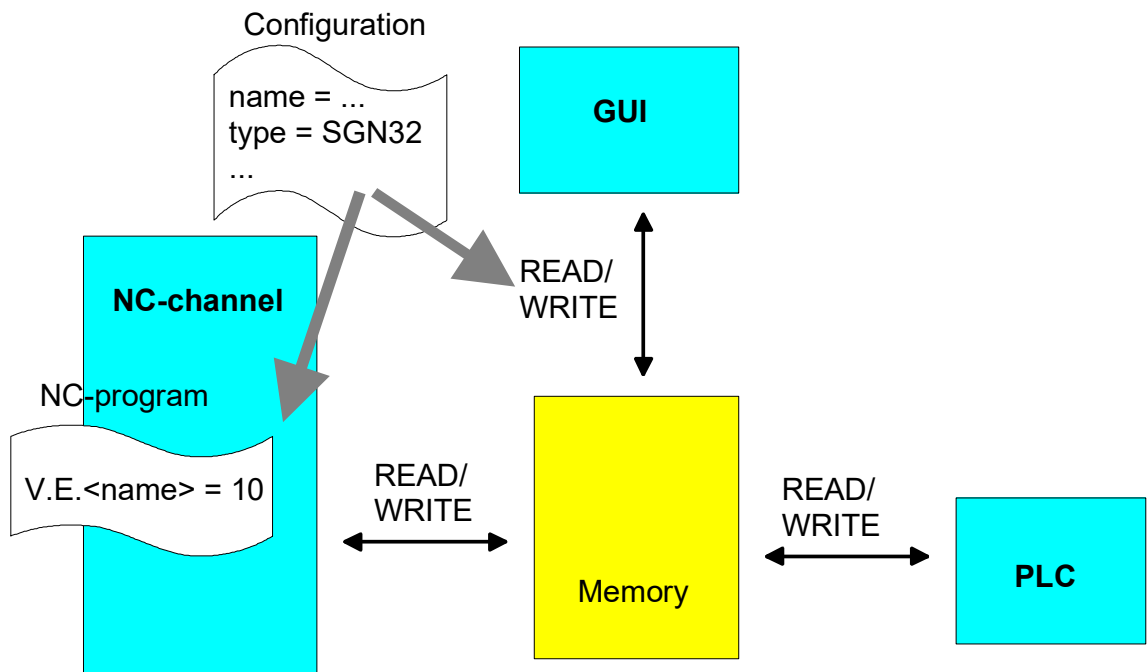 Configuration
name = ...
type = SGN32
...
GUI
READ/
WRITE
NC-channel
NC-program
V.E.<name> = 10
READ/
WRITE
READ/
WRITE
Memory
PLC